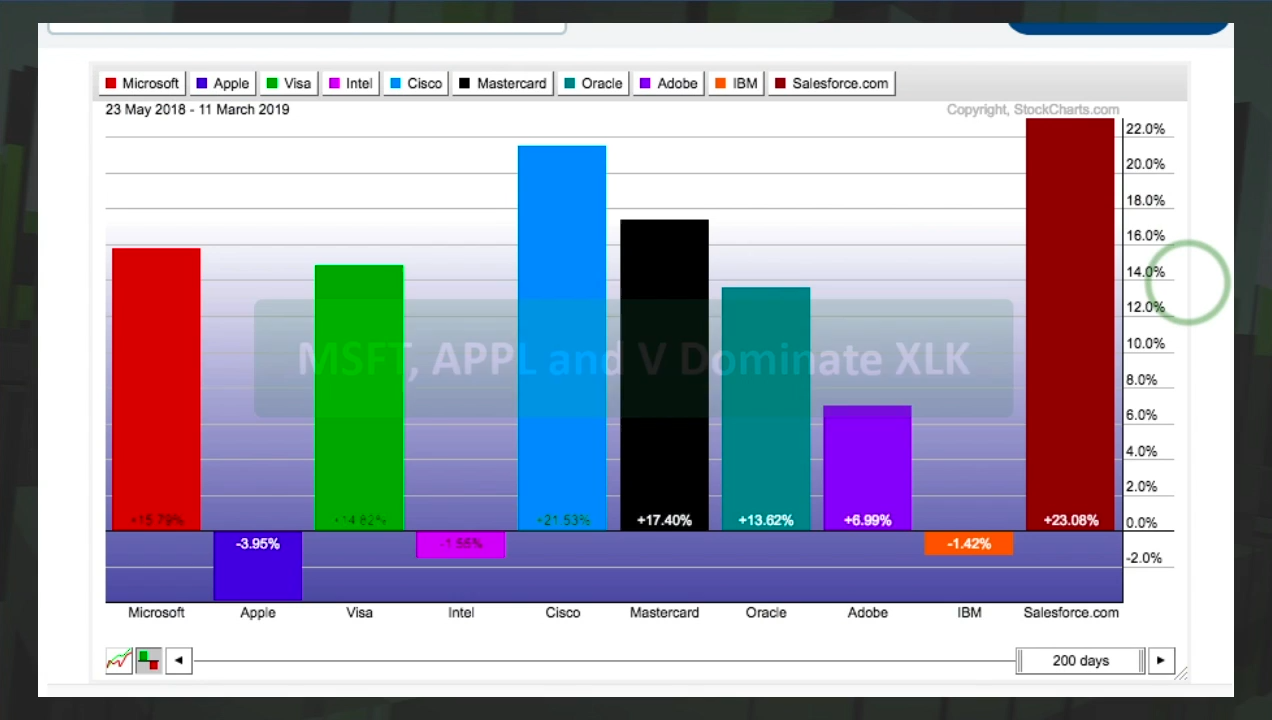 Microsoft Apple Visa Intel Cisco Mastercard Oracle Adobe IBM Salesforce.com
23 May 2018 - 11 March 2019
Copyright, StockCharts.com
22.0%
20.0%
18.0%
16.0%
14.0%
12.0%
10.0%
8.0%
6.0%
4.0%
2.0%
0.0%
-2.0%
MSFT, APPL and V Dominate XLK
+15.79% +14.82% +21.53% +17.40% +13.62% +6.99% +23.08%
-3.95% -1.55% -1.42%
Microsoft Apple Visa Intel Cisco Mastercard Oracle Adobe IBM Salesforce.com
200 days